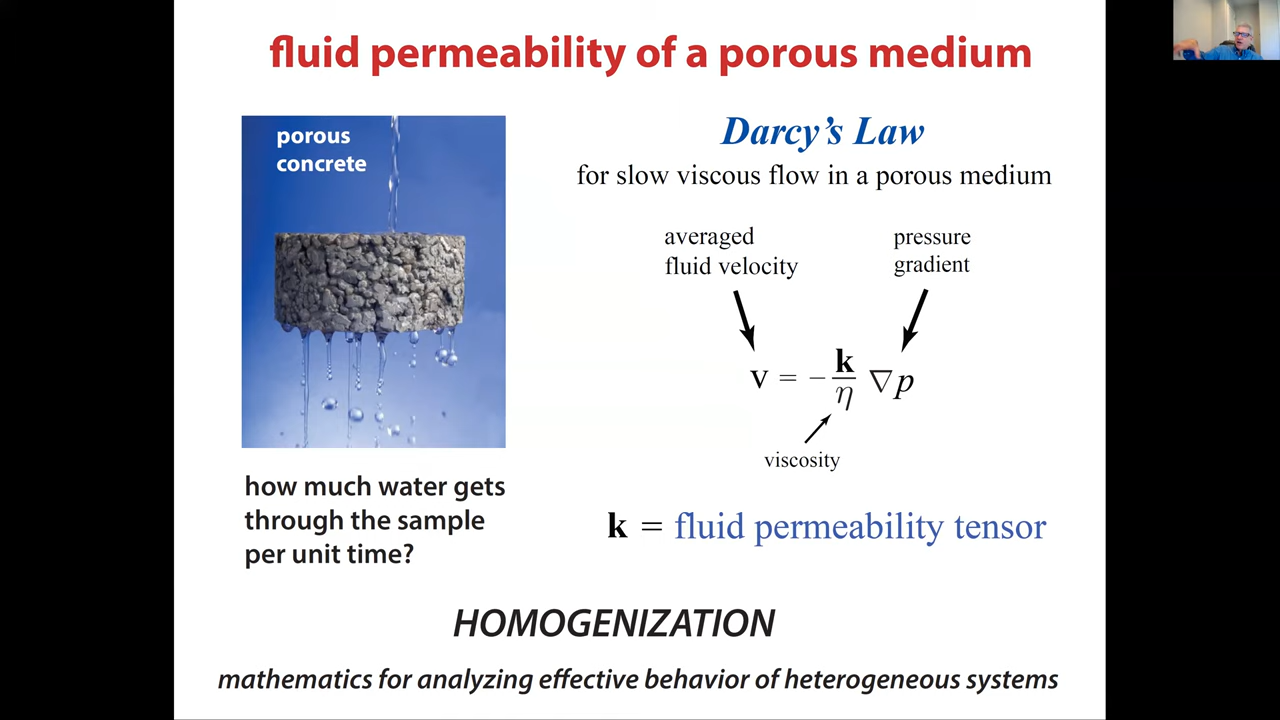 fluid permeability of a porous medium
porous
concrete
how much water gets
through the sample
per unit time?
Darcy's Law
for slow viscous flow in a porous medium
averaged
fluid velocity
pressure
gradient
v = − k/η ∇p
viscosity
k = fluid permeability tensor
HOMOGENIZATION
mathematics for analyzing effective behavior of heterogeneous systems